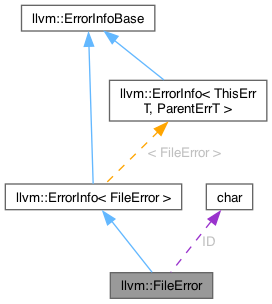 llvm::ErrorInfoBase
llvm::ErrorInfo< ThisErr
T, ParentErrT >
< FileError >
llvm::ErrorInfo< FileError >
char
ID
llvm::FileError